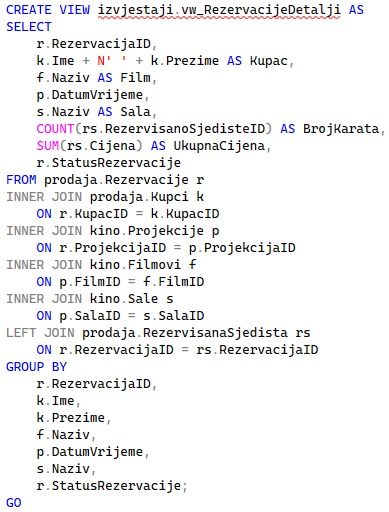 CREATE VIEW izvjestaji.vw_RezervacijeDetalji AS
SELECT
    r.RezervacijaID,
    k.Ime + N' ' + k.Prezime AS Kupac,
    f.Naziv AS Film,
    p.DatumVrijeme,
    s.Naziv AS Sala,
    COUNT(rs.RezervisanoSjedisteID) AS BrojKarata,
    SUM(rs.Cijena) AS UkupnaCijena,
    r.StatusRezervacije
FROM prodaja.Rezervacije r
INNER JOIN prodaja.Kupci k
    ON r.KupacID = k.KupacID
INNER JOIN kino.Projekcije p
    ON r.ProjekcijaID = p.ProjekcijaID
INNER JOIN kino.Filmovi f
    ON p.FilmID = f.FilmID
INNER JOIN kino.Sale s
    ON p.SalaID = s.SalaID
LEFT JOIN prodaja.RezervisanaSjedista rs
    ON r.RezervacijaID = rs.RezervacijaID
GROUP BY
    r.RezervacijaID,
    k.Ime,
    k.Prezime,
    f.Naziv,
    p.DatumVrijeme,
    s.Naziv,
    r.StatusRezervacije;
GO